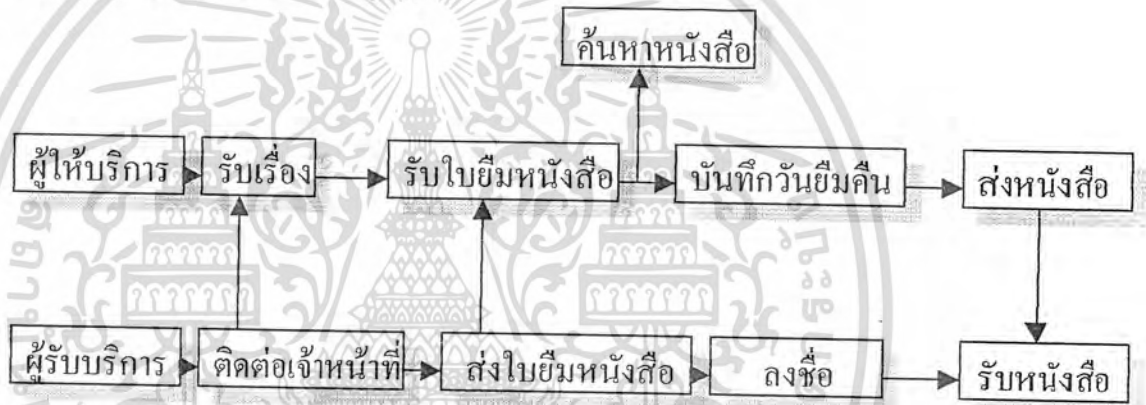 ค้นหาหนังสือ
ผู้ให้บริการ รับเรื่อง รับใบยืมหนังสือ บันทึกวันยืมคืน ส่งหนังสือ
ผู้รับบริการ ติดต่อเจ้าหน้าที่ ส่งใบยืมหนังสือ ลงชื่อ รับหนังสือ